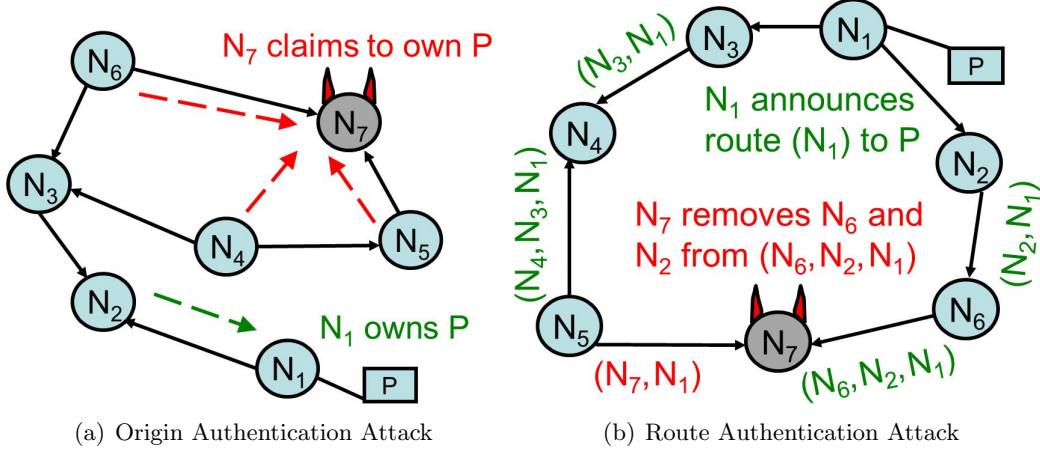 N₇ claims to own P
N₆
N₇
N₃
N₄
N₅
N₂
N₁ owns P
N₁
P
(a) Origin Authentication Attack
(N₃, N₁)
N₃
N₁
P
N₄
N₁ announces
route (N₁) to P
N₂
(N₄, N₃, N₁)
N₇ removes N₆ and
N₂ from (N₆, N₂, N₁)
(N₂, N₁)
N₅
N₇
N₆
(N₇, N₁)
(N₆, N₂, N₁)
(b) Route Authentication Attack